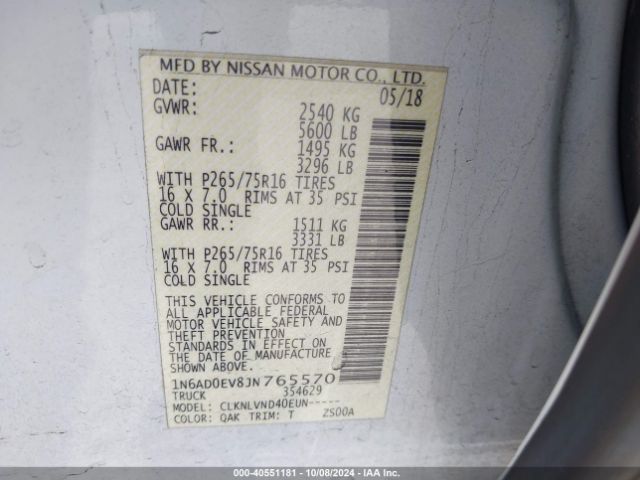 MFD BY NISSAN MOTOR CO., LTD.
DATE: 05/18
GVWR: 2540 KG
5600 LB
GAWR FR.: 1495 KG
3296 LB
WITH P265/75R16 TIRES
16 X 7.0 RIMS AT 35 PSI
COLD SINGLE
GAWR RR.: 1511 KG
3331 LB
WITH P265/75R16 TIRES
16 X 7.0 RIMS AT 35 PSI
COLD SINGLE
THIS VEHICLE CONFORMS TO
ALL APPLICABLE FEDERAL
MOTOR VEHICLE SAFETY AND
THEFT PREVENTION
STANDARDS IN EFFECT ON
THE DATE OF MANUFACTURE
SHOWN ABOVE.
1N6AD0EV8JN765570
TRUCK 354629
MODEL: CLKNLVND40EUN-----
COLOR: QAK TRIM: T ZS00A
000-40551181 - 10/08/2024 - IAA Inc.